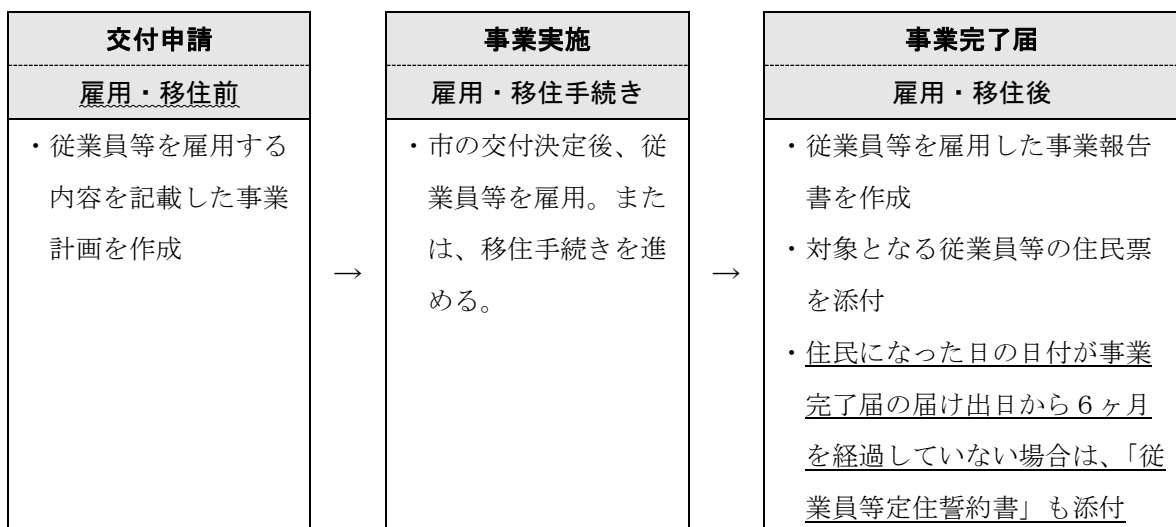 交付申請
雇用・移住前
・従業員等を雇用する
内容を記載した事業
計画を作成
→
事業実施
雇用・移住手続き
・市の交付決定後、従
業員等を雇用。また
は、移住手続きを進
める。
→
事業完了届
雇用・移住後
・従業員等を雇用した事業報告
書を作成
・対象となる従業員等の住民票
を添付
・住民になった日の日付が事業
完了届の届け出日から６ヶ月
を経過していない場合は、「従
業員等定住誓約書」も添付